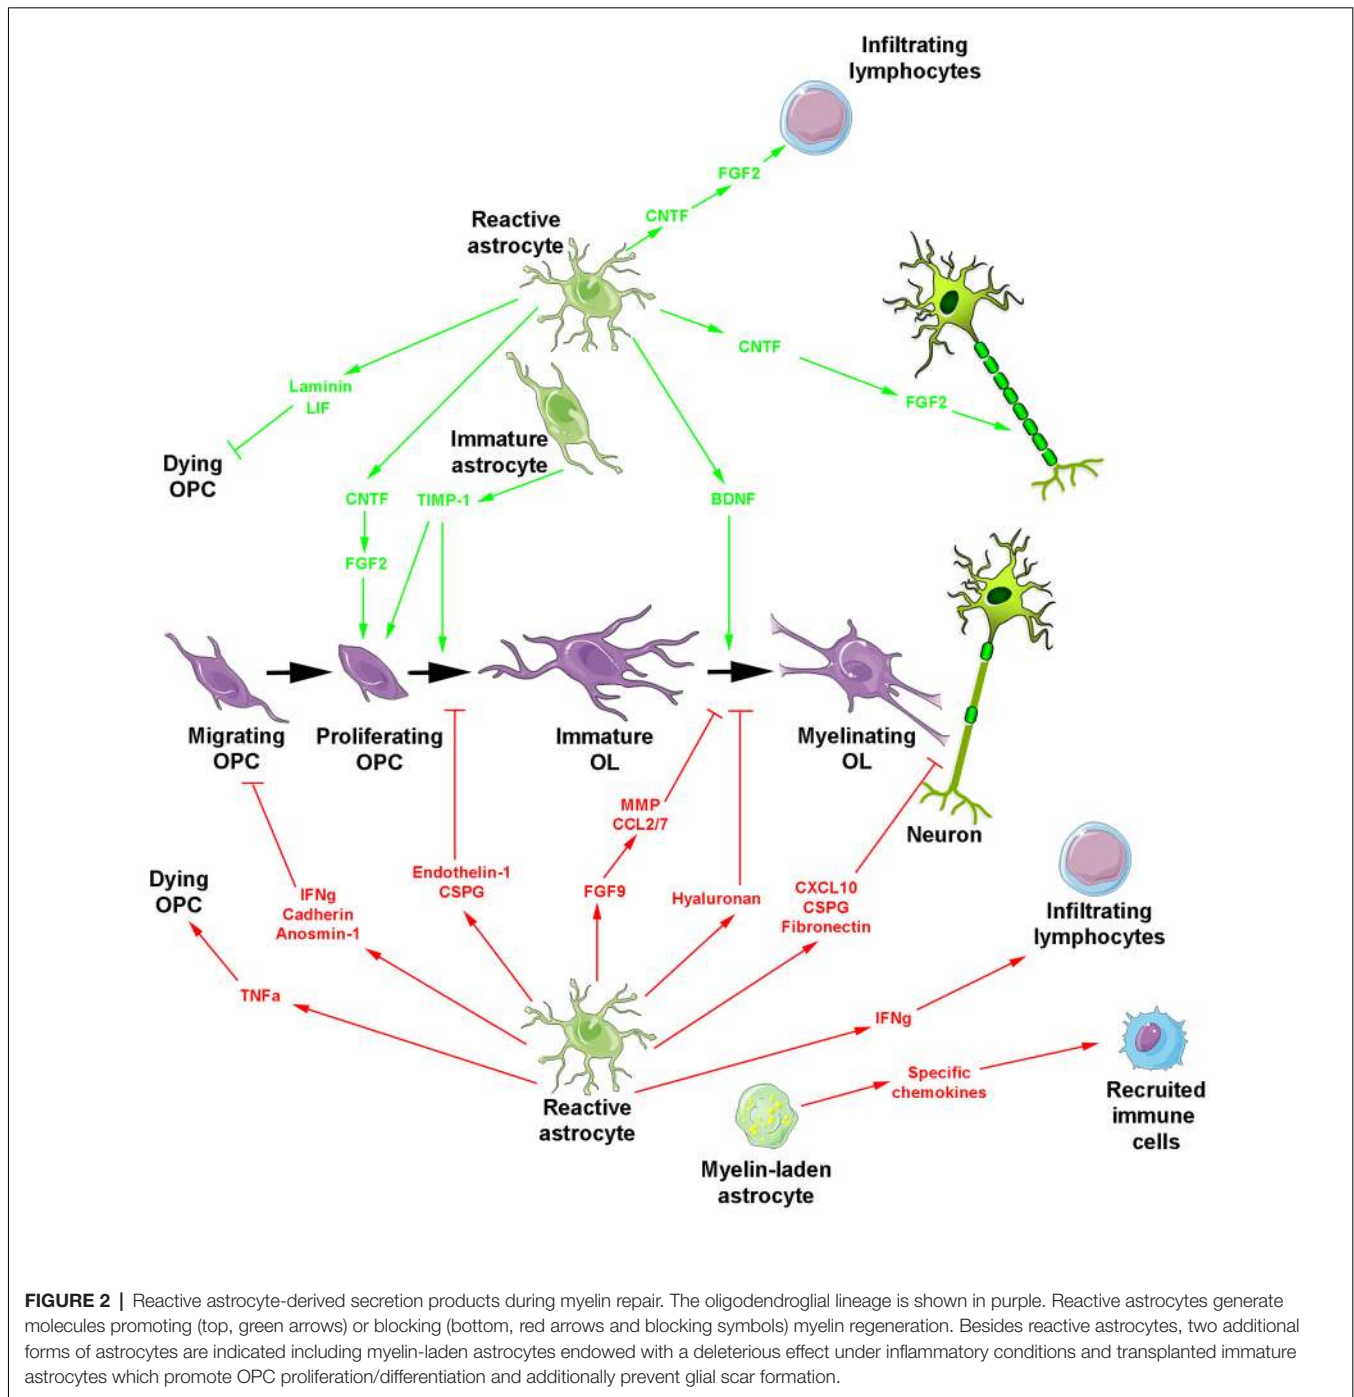 Infiltrating
lymphocytes
FGF2
CNTF
Reactive
astrocyte
CNTF
FGF2
Laminin
LIF
Immature
astrocyte
Dying
OPC
CNTF
TIMP-1
BDNF
FGF2
Migrating
OPC
Proliferating
OPC
Immature
OL
Myelinating
OL
Neuron
MMP
CCL2/7
Endothelin-1
CSPG
FGF9
Hyaluronan
CXCL10
CSPG
Fibronectin
Dying
OPC
IFNg
Cadherin
Anosmin-1
Infiltrating
lymphocytes
TNFa
IFNg
Specific
chemokines
Recruited
immune
cells
Reactive
astrocyte
Myelin-laden
astrocyte
FIGURE 2 | Reactive astrocyte-derived secretion products during myelin repair. The oligodendroglial lineage is shown in purple. Reactive astrocytes generate
molecules promoting (top, green arrows) or blocking (bottom, red arrows and blocking symbols) myelin regeneration. Besides reactive astrocytes, two additional
forms of astrocytes are indicated including myelin-laden astrocytes endowed with a deleterious effect under inflammatory conditions and transplanted immature
astrocytes which promote OPC proliferation/differentiation and additionally prevent glial scar formation.